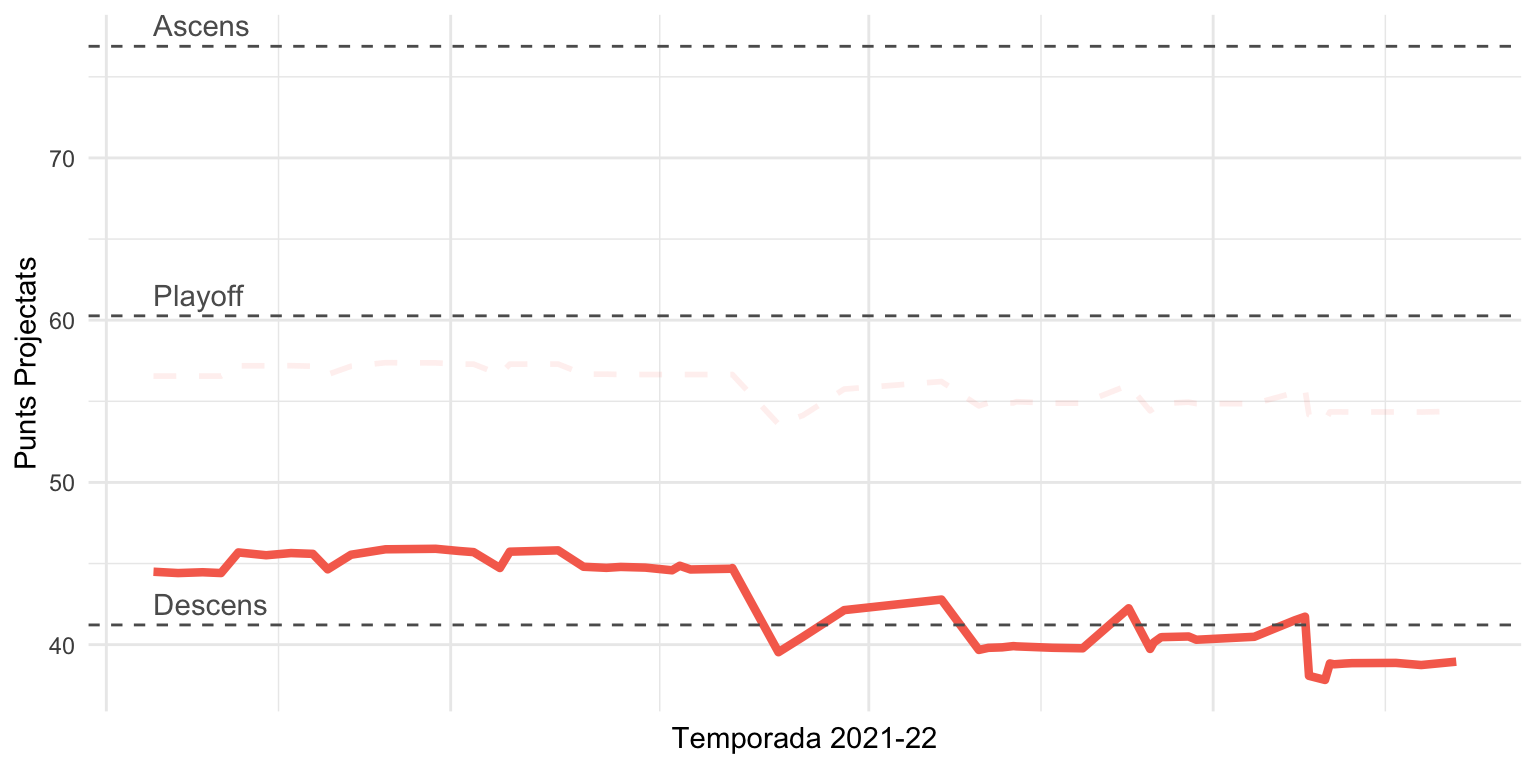 Ascens
70
Playoff
60
50
Descens
40
Punts Projectats
Temporada 2021-22